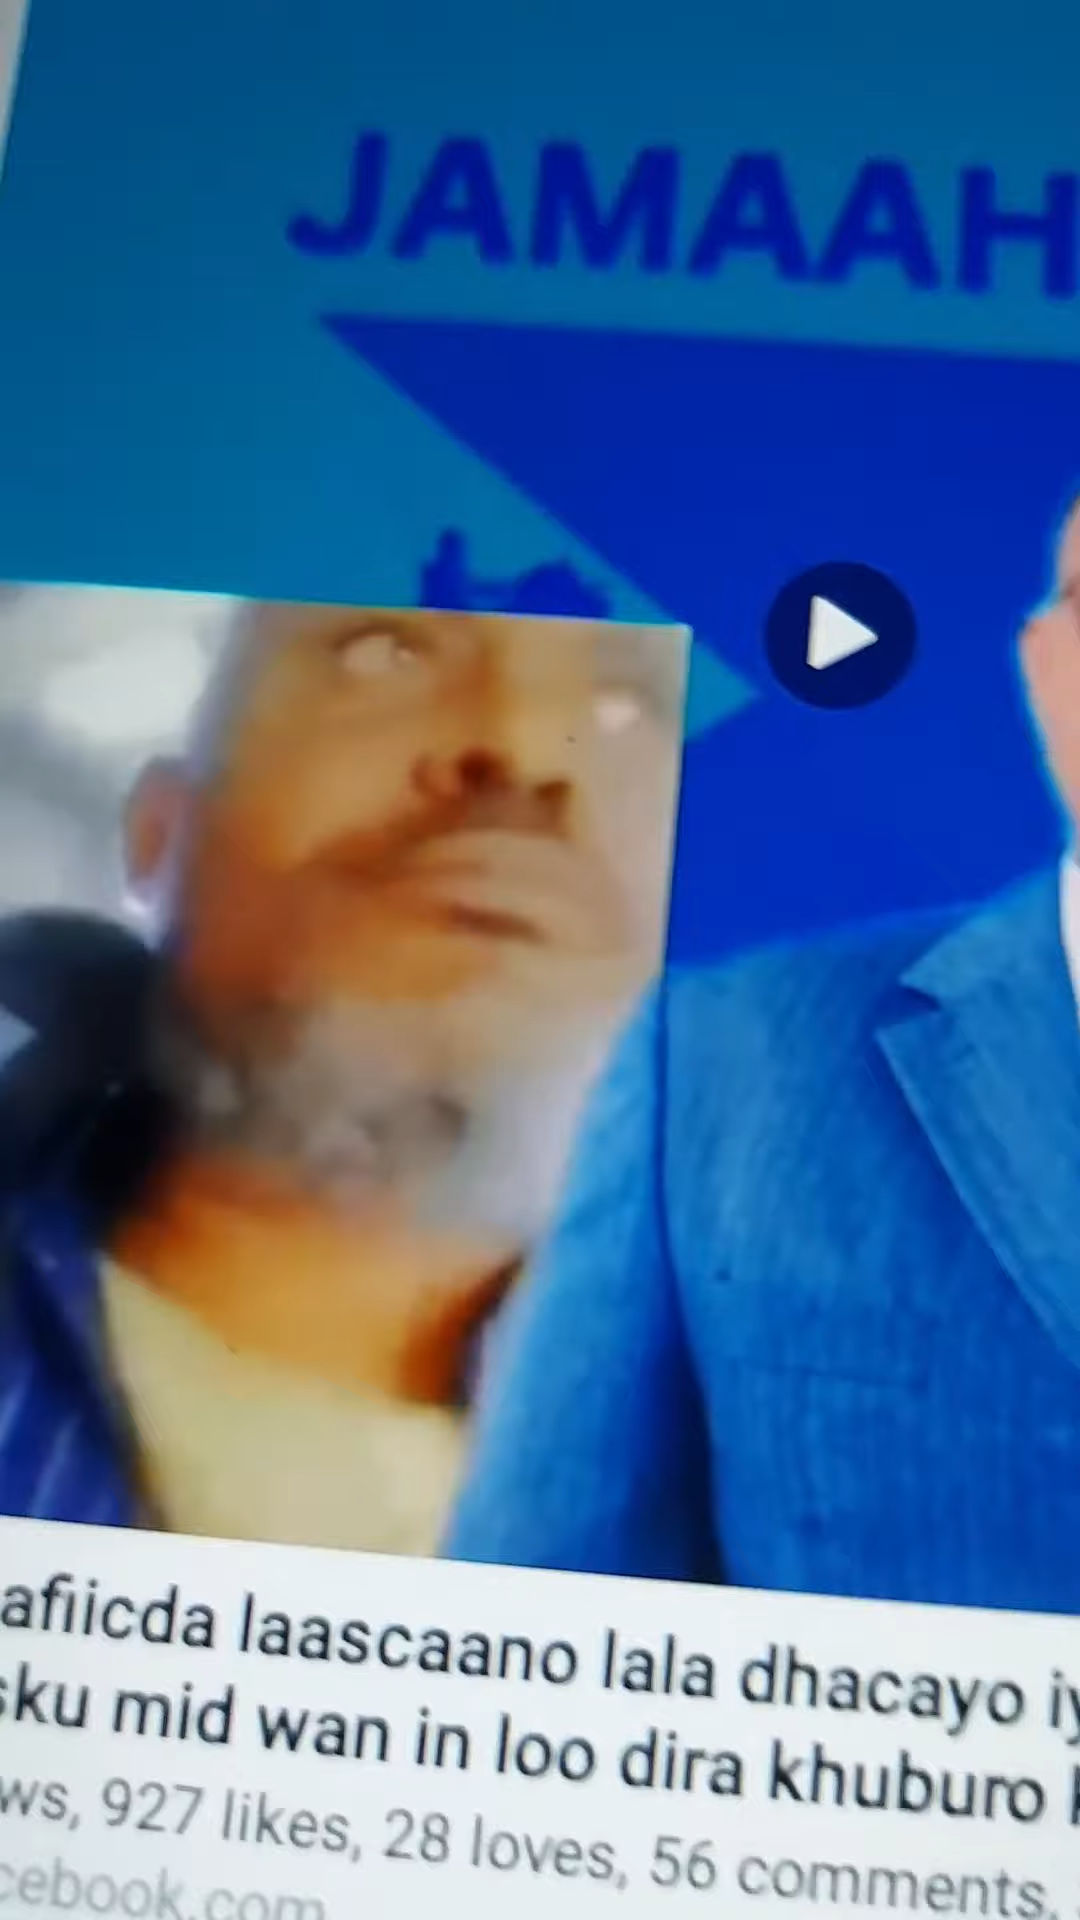 JAMAAH
afiicda laascaano lala dhacayo iy
sku mid wan in loo dira khuburo
ws, 927 likes, 28 loves, 56 comments,
cebook.com